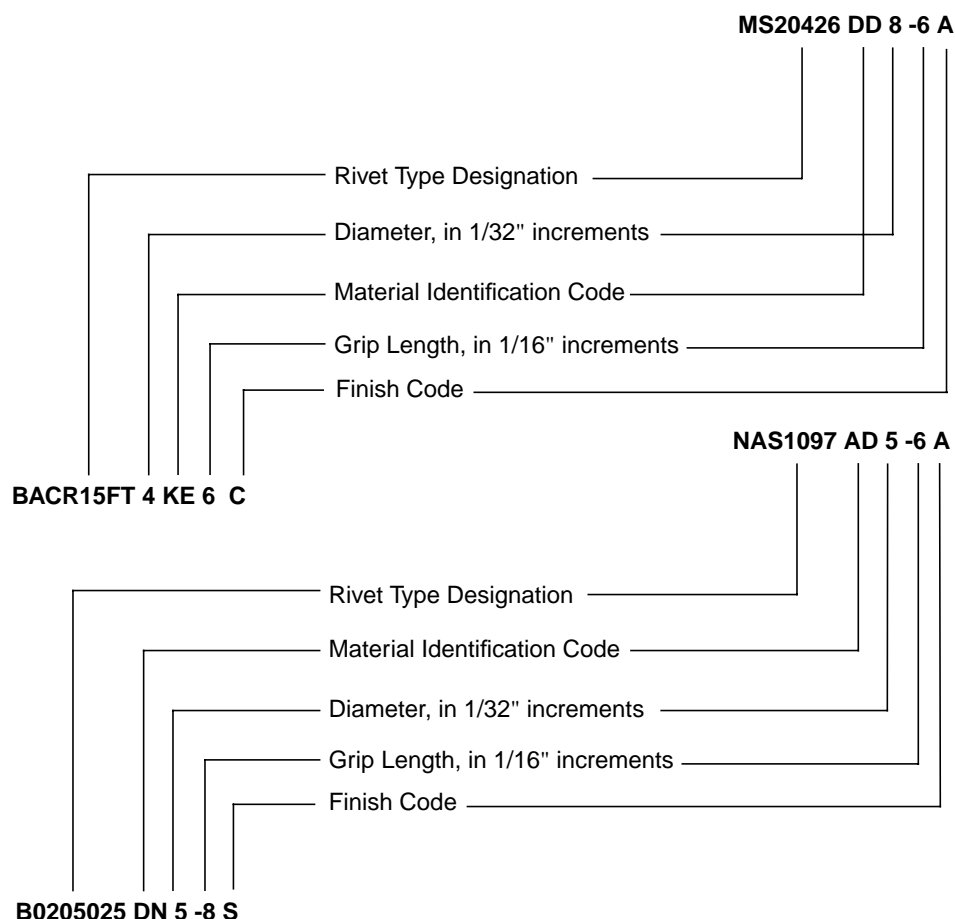 MS20426 DD 8 -6 A
Rivet Type Designation
Diameter, in 1/32" increments
Material Identification Code
Grip Length, in 1/16" increments
Finish Code
NAS1097 AD 5 -6 A
BACR15FT 4 KE 6 C
Rivet Type Designation
Material Identification Code
Diameter, in 1/32" increments
Grip Length, in 1/16" increments
Finish Code
B0205025 DN 5 -8 S